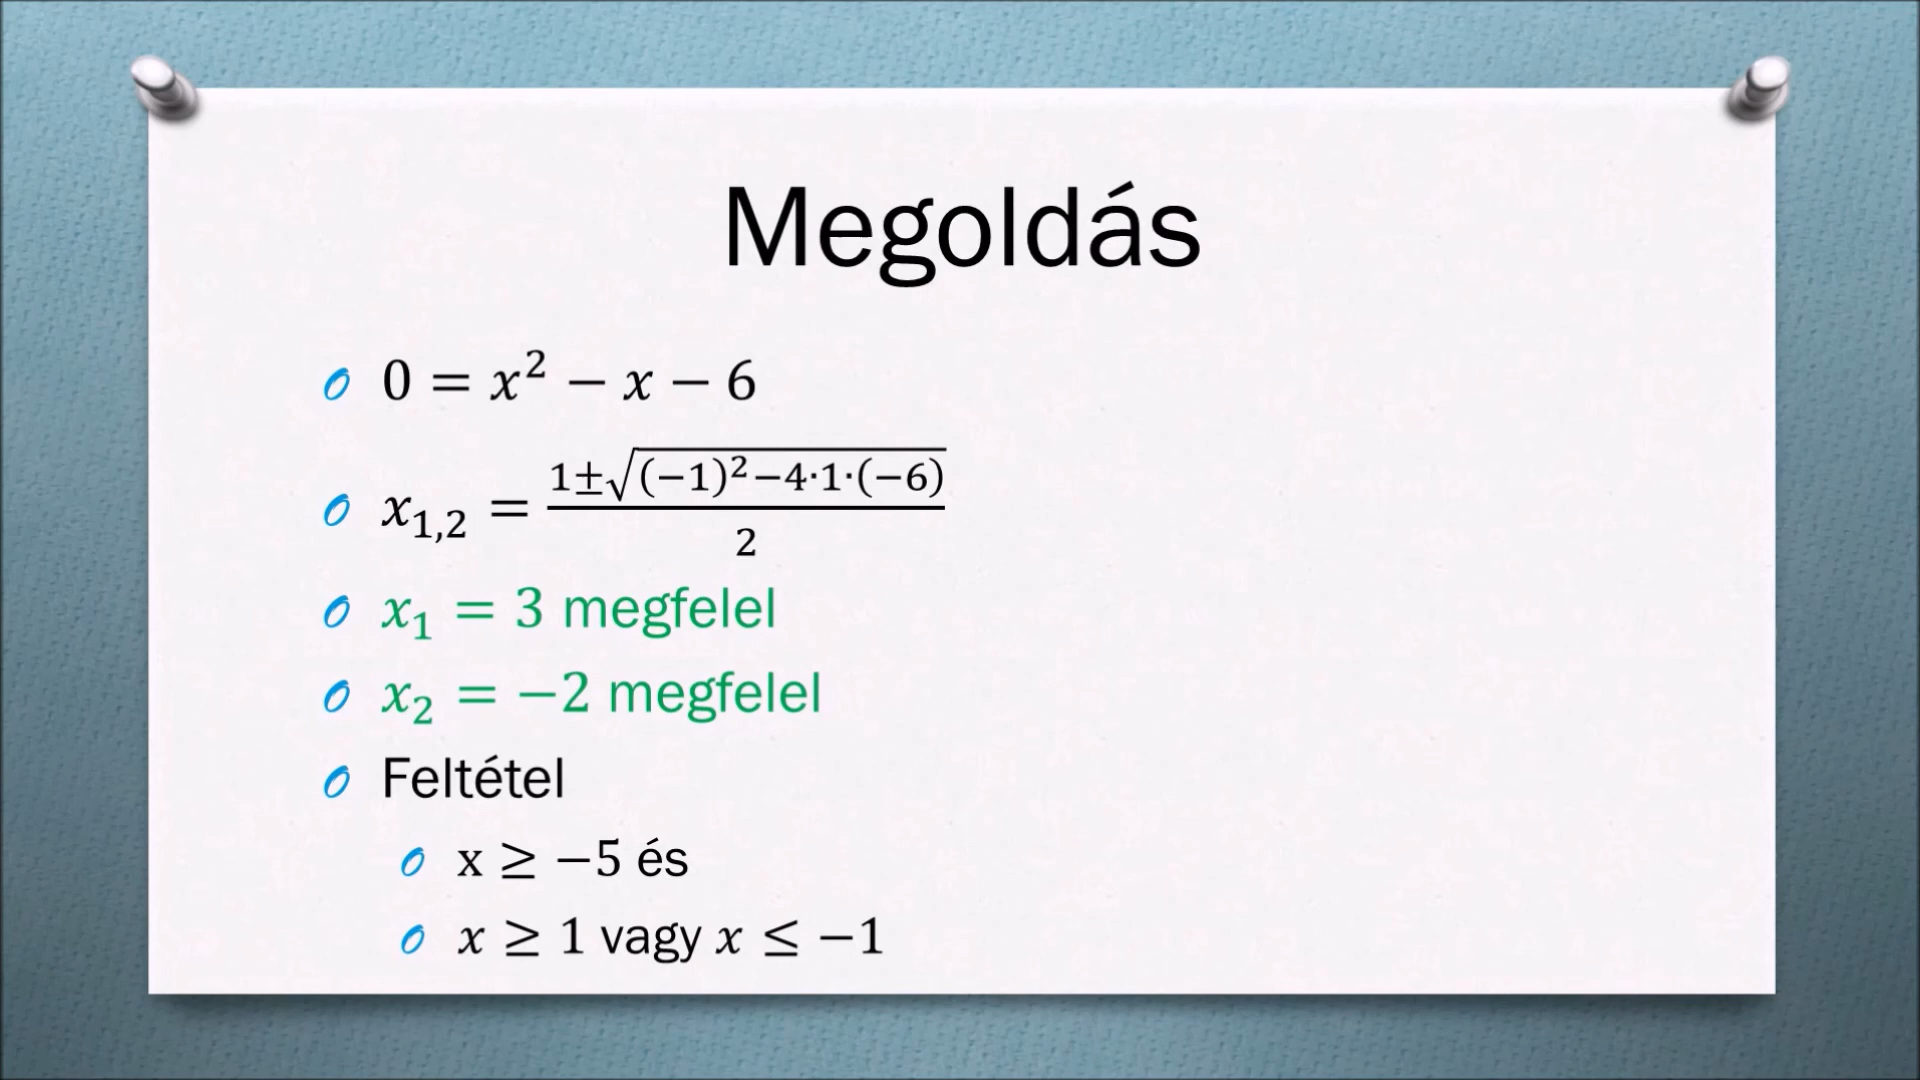 Megoldás
0 = x² − x − 6
x₁,₂ = (1±√((−1)²−4·1·(−6)))/2
x₁ = 3 megfelel
x₂ = −2 megfelel
Feltétel
x ≥ −5 és
x ≥ 1 vagy x ≤ −1